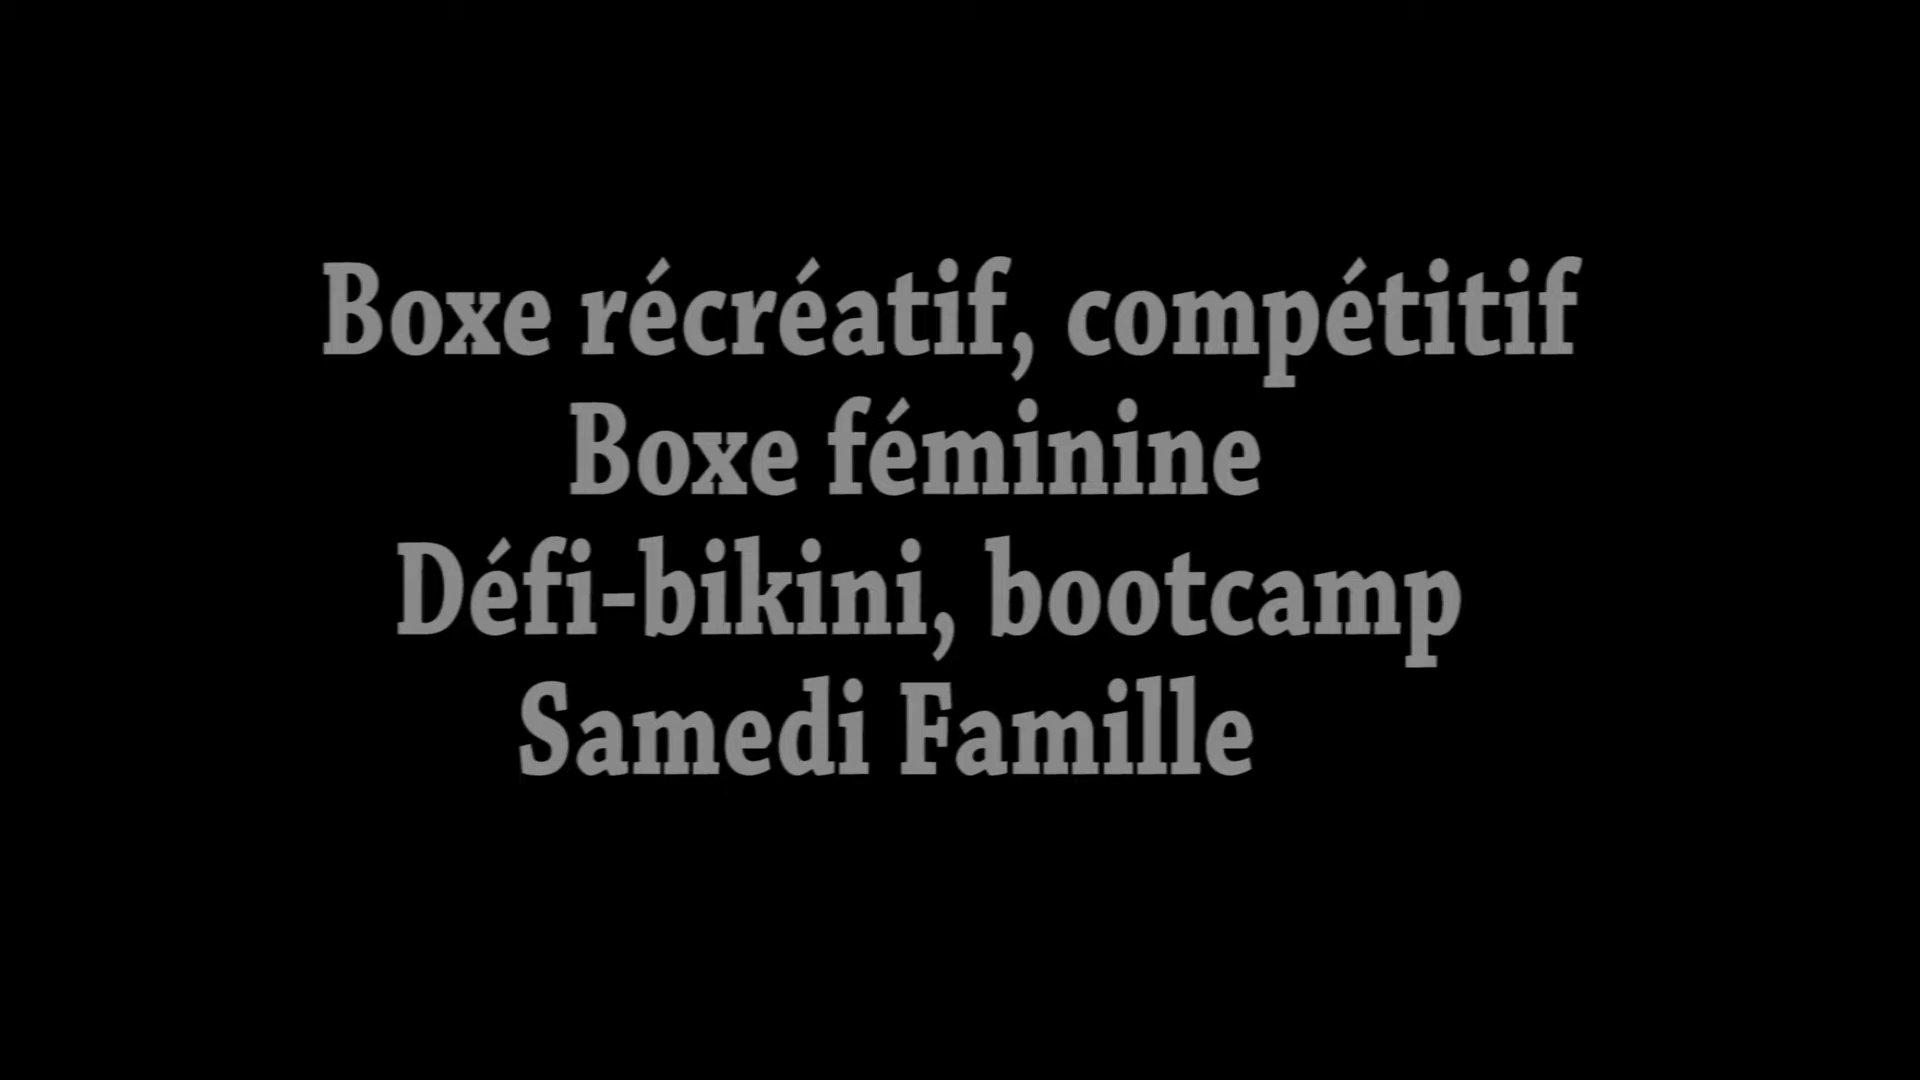 Boxe récréatif, compétitif
Boxe féminine
Défi-bikini, bootcamp
Samedi Famille